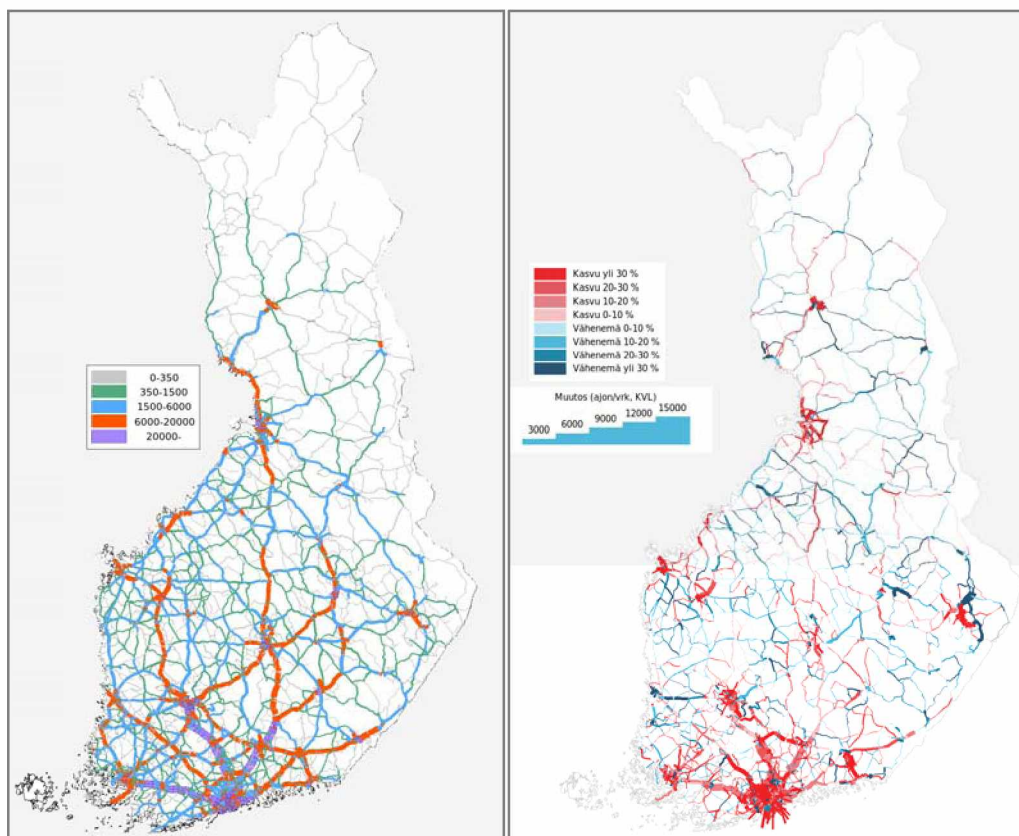 0-350
350-1500
1500-6000
6000-20000
20000-
Kasvu yli 30 %
Kasvu 20-30 %
Kasvu 10-20 %
Kasvu 0-10 %
Vähenemä 0-10 %
Vähenemä 10-20 %
Vähenemä 20-30 %
Vähenemä yli 30 %
Muutos (ajon/vrk, KVL)
3000 6000 9000 12000 15000